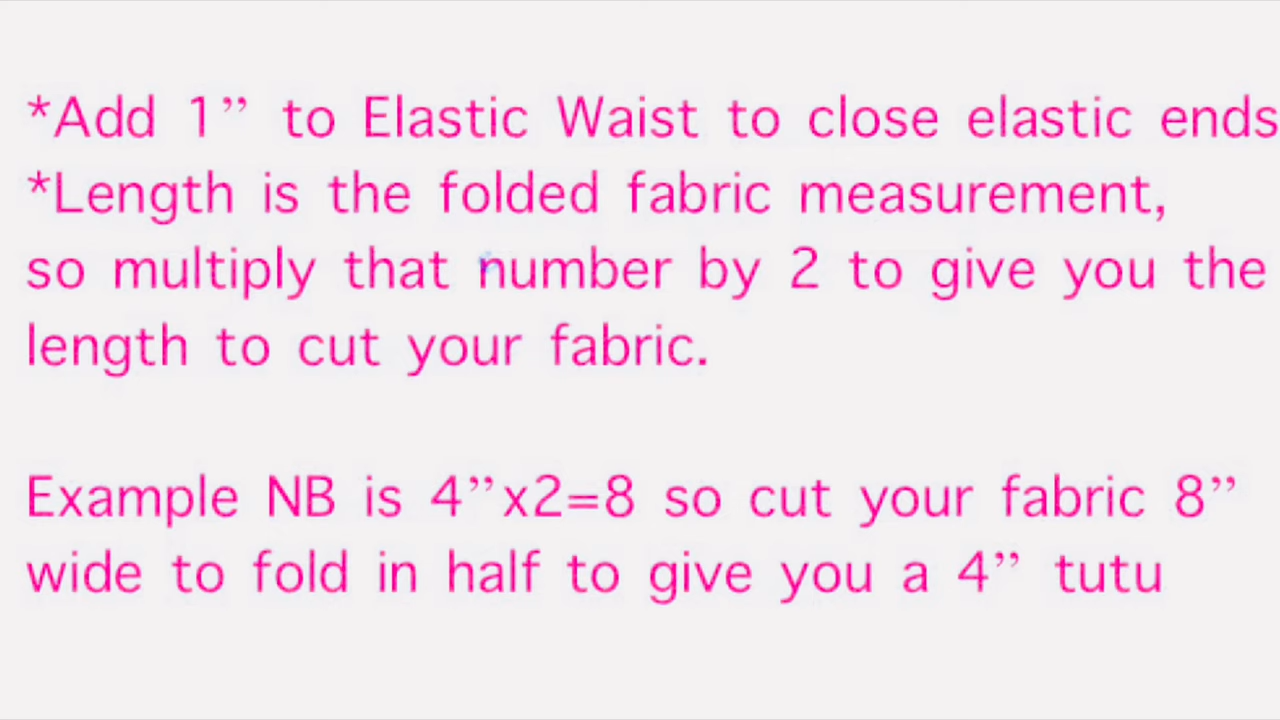 *Add 1” to Elastic Waist to close elastic ends
*Length is the folded fabric measurement,
so multiply that number by 2 to give you the
length to cut your fabric.
Example NB is 4”x2=8 so cut your fabric 8”
wide to fold in half to give you a 4” tutu